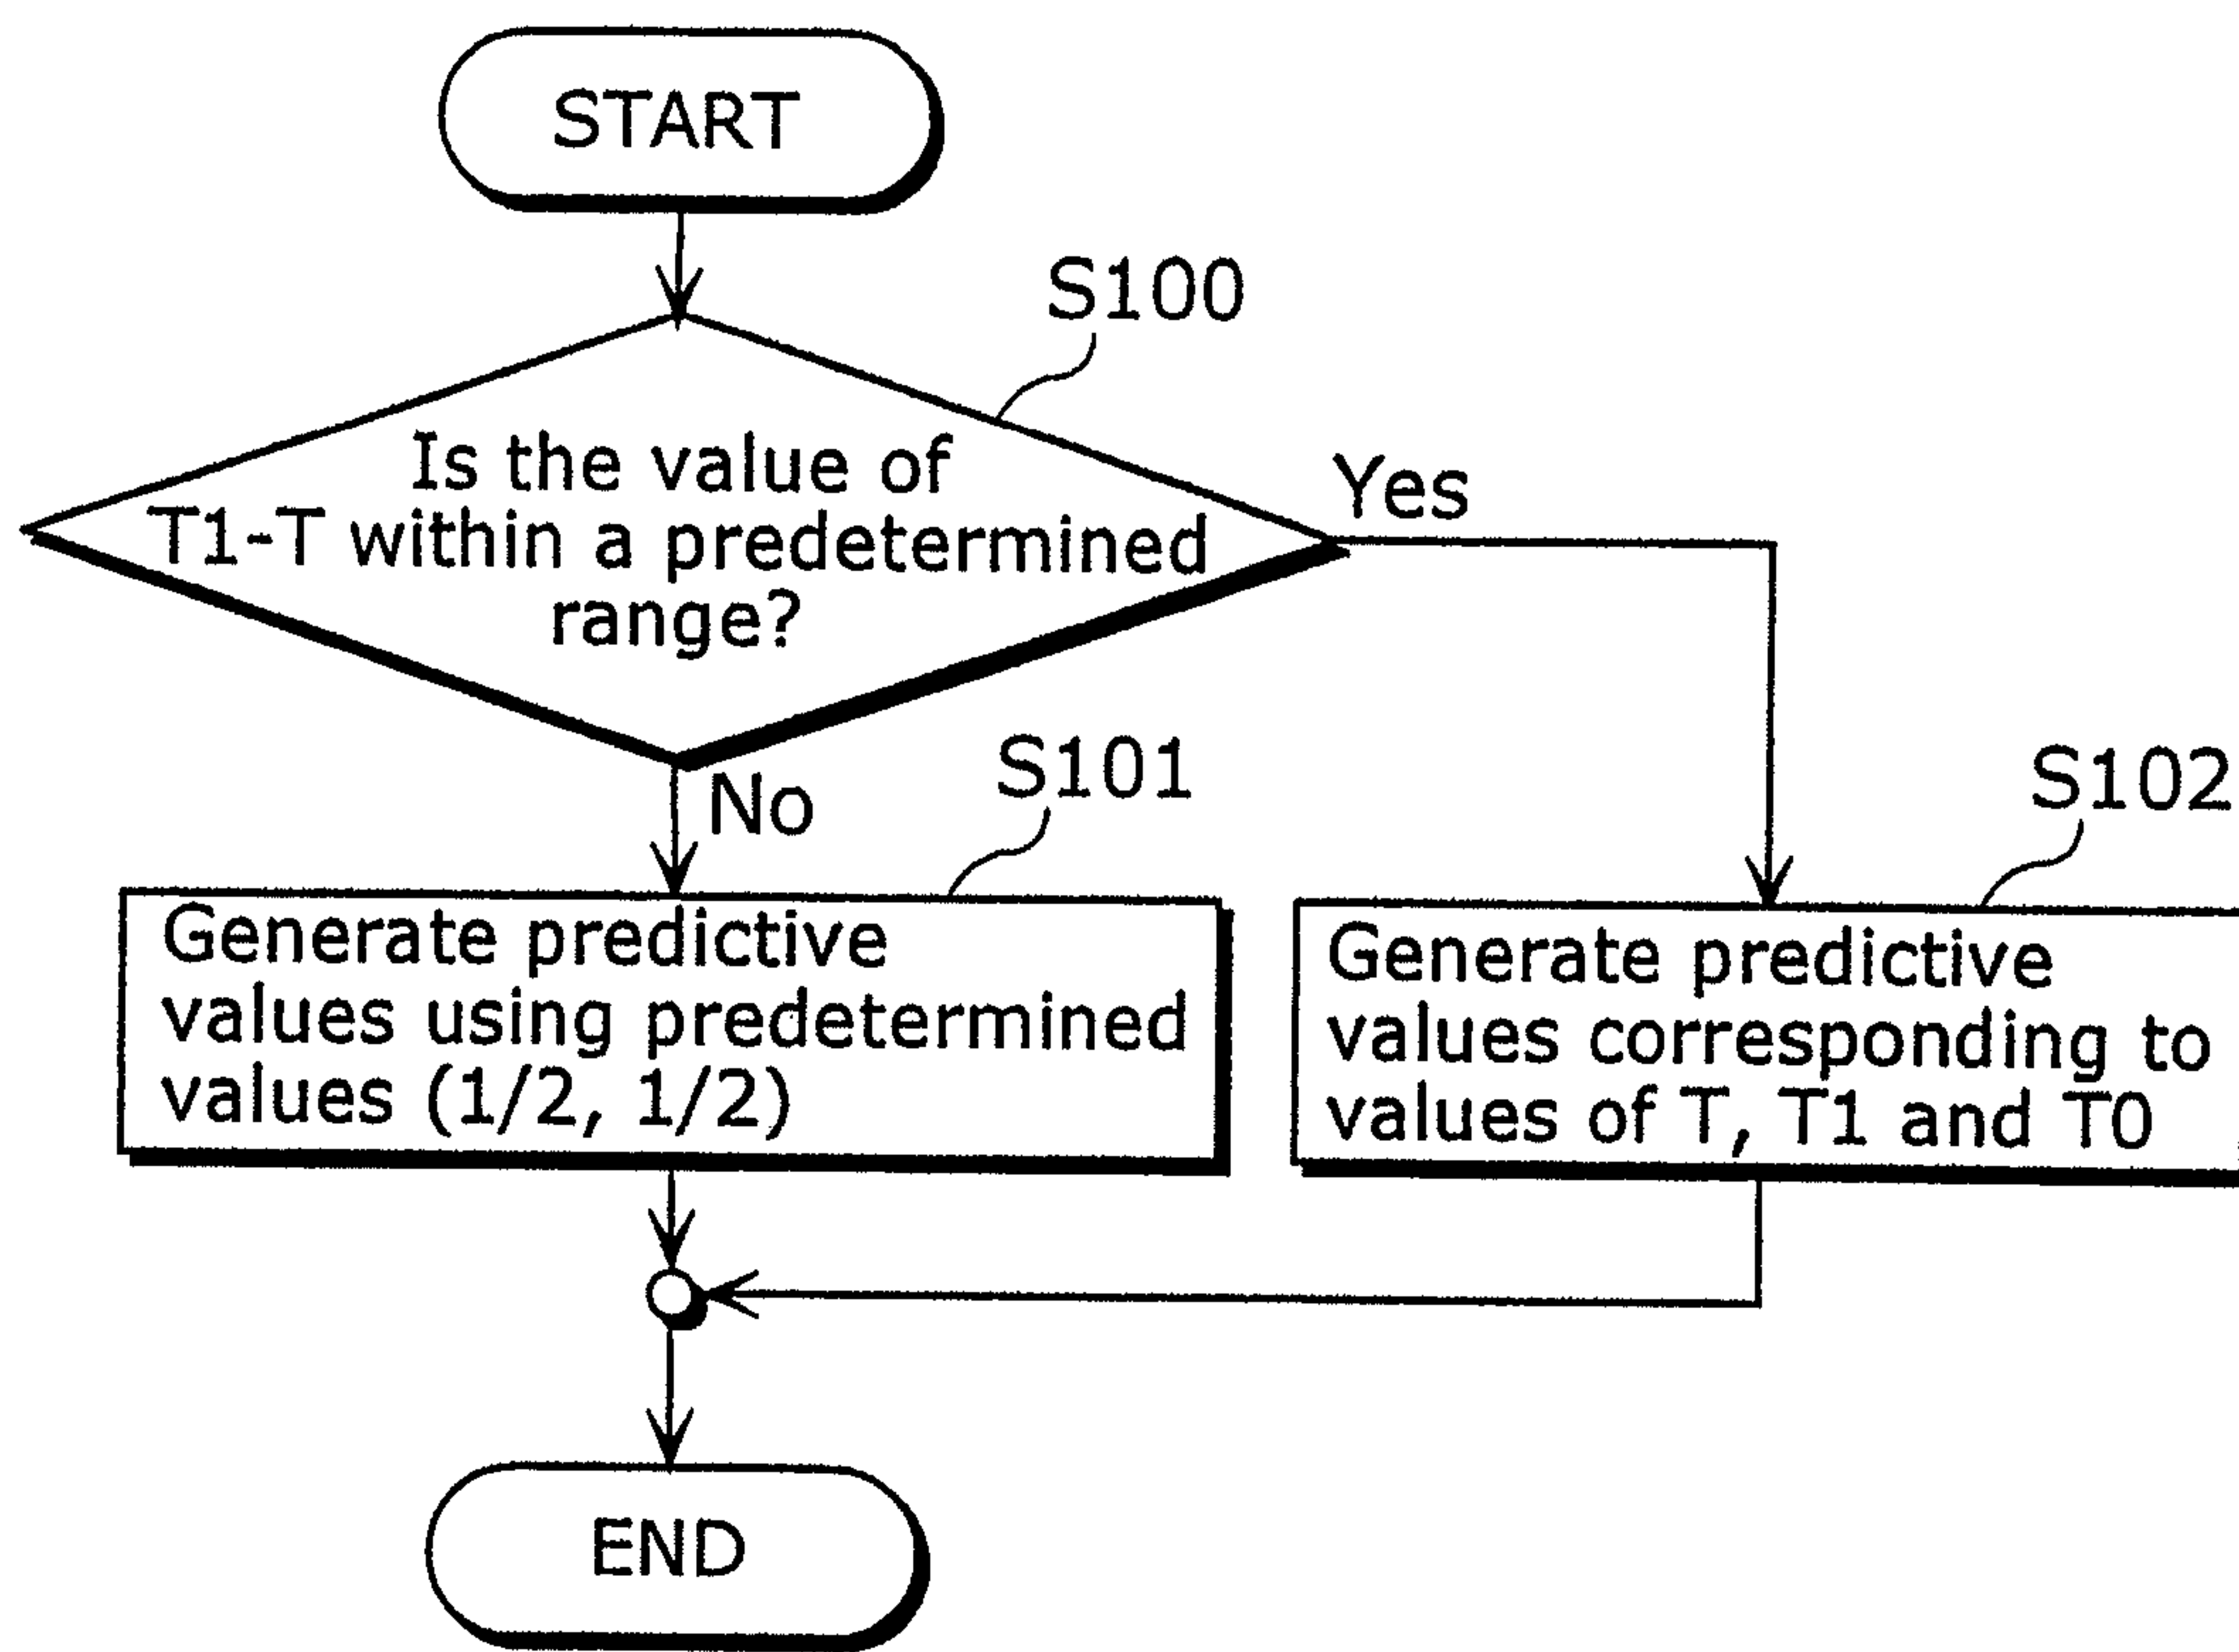 START
S100
Is the value of
T1-T within a predetermined
range?
Yes
No
S101
S102
Generate predictive
values using predetermined
values (1/2, 1/2)
Generate predictive
values corresponding to
values of T, T1 and T0
END